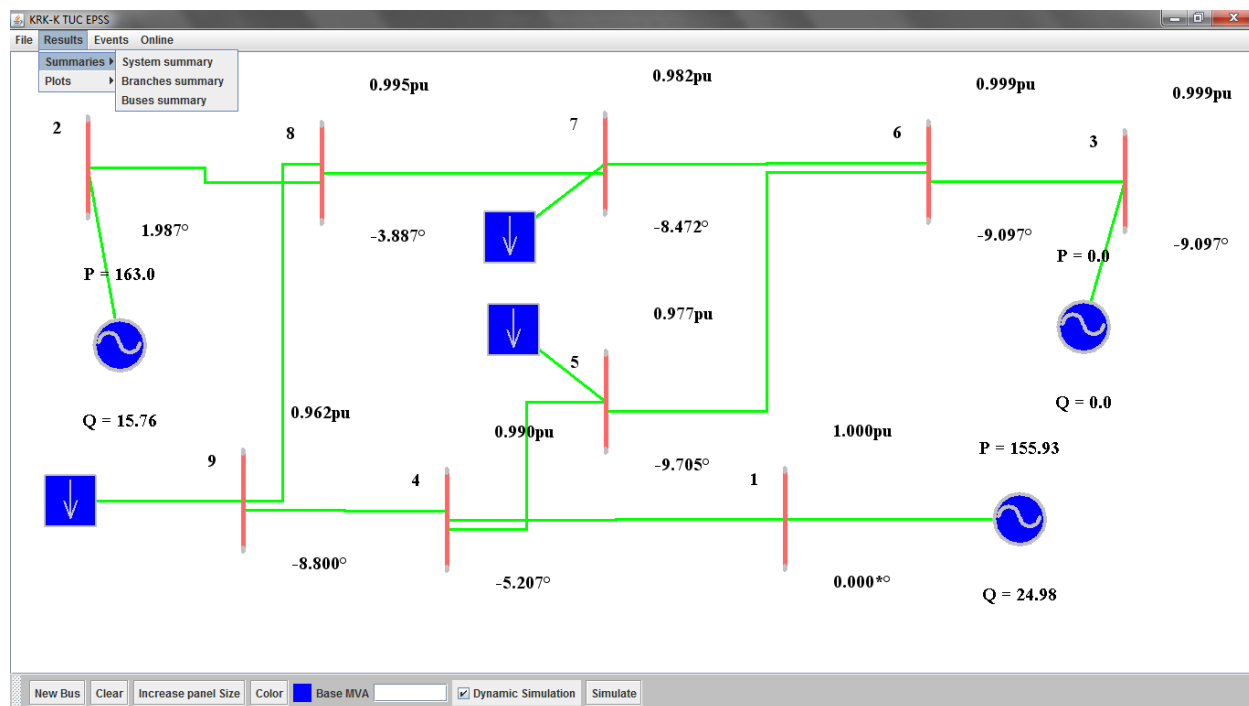 KRK-K TUC EPSS
File Results Events Online
Summaries System summary
Plots Branches summary
Buses summary
0.995pu
0.982pu
0.999pu
0.999pu
2
8
7
6
3
1.987°
-3.887°
-8.472°
-9.097°
-9.097°
P = 163.0
P = 0.0
0.977pu
5
Q = 15.76
0.962pu
0.990pu
1.000pu
Q = 0.0
P = 155.93
9
4
-9.705°
1
-8.800°
-5.207°
0.000*°
Q = 24.98
New Bus Clear Increase panel Size Color Base MVA Dynamic Simulation Simulate